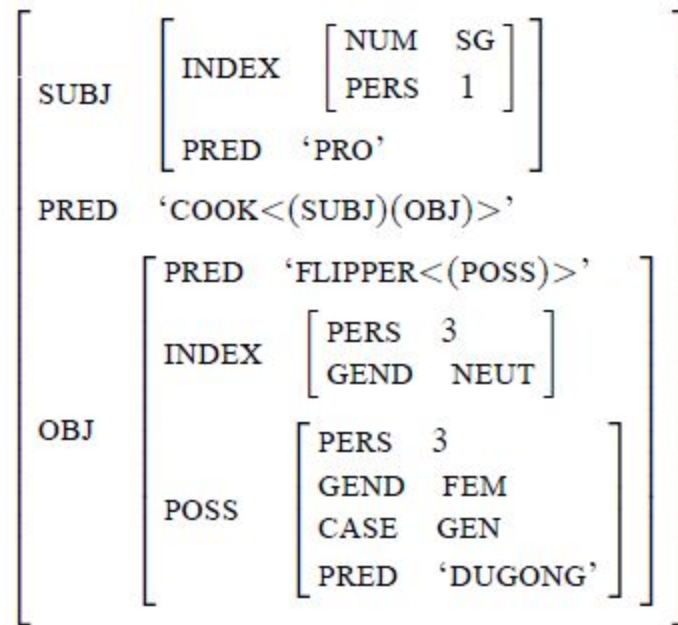 NUM SG
INDEX
PERS 1
SUBJ
PRED ‘PRO’
PRED ‘COOK<(SUBJ)(OBJ)>’
PRED ‘FLIPPER<(POSS)>’
PERS 3
INDEX
GEND NEUT
OBJ
PERS 3
GEND FEM
POSS
CASE GEN
PRED ‘DUGONG’